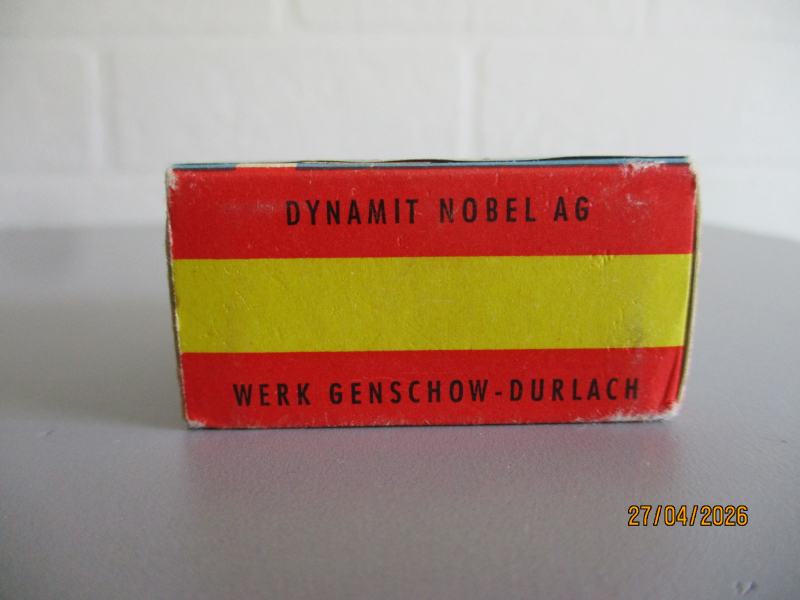 DYNAMIT NOBEL AG
WERK GENSCHOW-DURLACH
27/04/2026